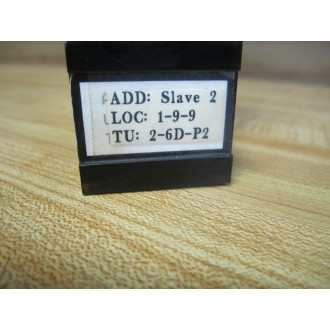 ADD: Slave 2
LOC: 1-9-9
TU: 2-6D-P2